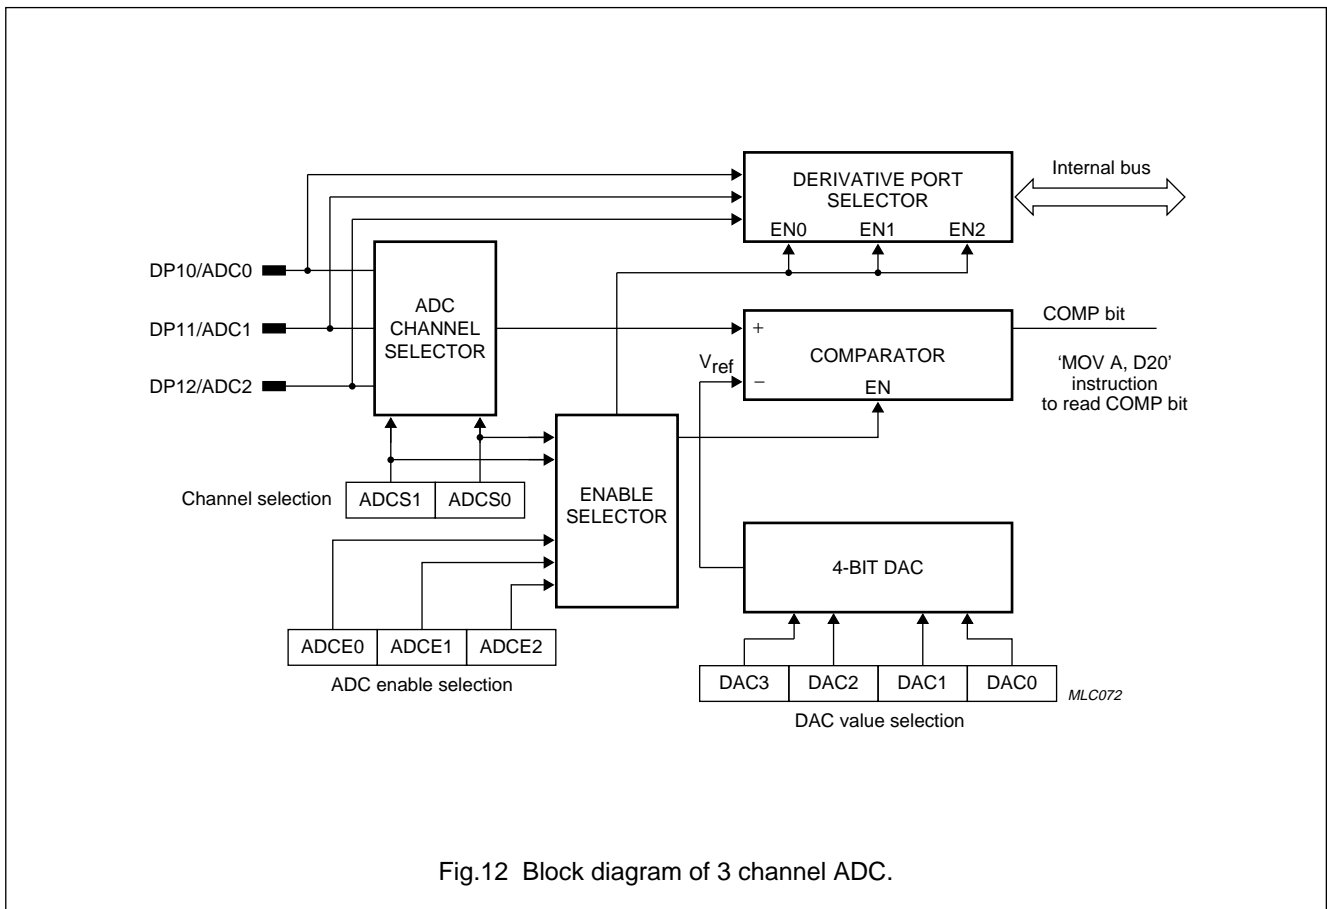 DERIVATIVE PORT
SELECTOR
EN0 EN1 EN2
Internal bus
DP10/ADC0
DP11/ADC1
DP12/ADC2
ADC
CHANNEL
SELECTOR
+
Vref
−
COMPARATOR
EN
COMP bit
‘MOV A, D20’
instruction
to read COMP bit
Channel selection
ADCS1 ADCS0
ENABLE
SELECTOR
4-BIT DAC
ADCE0 ADCE1 ADCE2
ADC enable selection
DAC3 DAC2 DAC1 DAC0
MLC072
DAC value selection
Fig.12 Block diagram of 3 channel ADC.